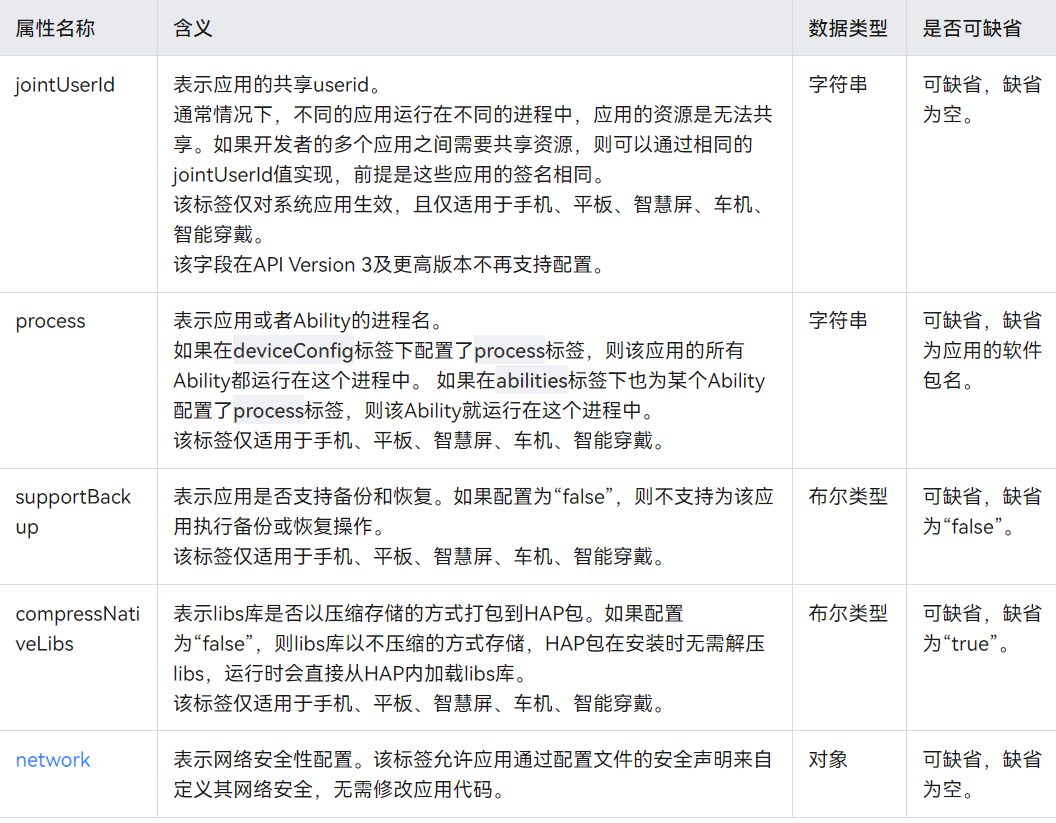 属性名称 含义 数据类型 是否可缺省
jointUserId 表示应用的共享userid。 字符串 可缺省，缺省
通常情况下，不同的应用运行在不同的进程中，应用的资源是无法共 为空。
享。如果开发者的多个应用之间需要共享资源，则可以通过相同的
jointUserId值实现，前提是这些应用的签名相同。
该标签仅对系统应用生效，且仅适用于手机、平板、智慧屏、车机、
智能穿戴。
该字段在API Version 3及更高版本不再支持配置。
process 表示应用或者Ability的进程名。 字符串 可缺省，缺省
如果在deviceConfig标签下配置了process标签，则该应用的所有 为应用的软件
Ability都运行在这个进程中。 如果在abilities标签下也为某个Ability 包名。
配置了process标签，则该Ability就运行在这个进程中。
该标签仅适用于手机、平板、智慧屏、车机、智能穿戴。
supportBack 表示应用是否支持备份和恢复。如果配置为“false”，则不支持为该应 布尔类型 可缺省，缺省
up 用执行备份或恢复操作。 为“false”。
该标签仅适用于手机、平板、智慧屏、车机、智能穿戴。
compressNati 表示libs库是否以压缩存储的方式打包到HAP包。如果配置 布尔类型 可缺省，缺省
veLibs 为“false”，则libs库以不压缩的方式存储，HAP包在安装时无需解压 为“true”。
libs，运行时会直接从HAP内加载libs库。
该标签仅适用于手机、平板、智慧屏、车机、智能穿戴。
network 表示网络安全性配置。该标签允许应用通过配置文件的安全声明来自 对象 可缺省，缺省
定义其网络安全，无需修改应用代码。 为空。